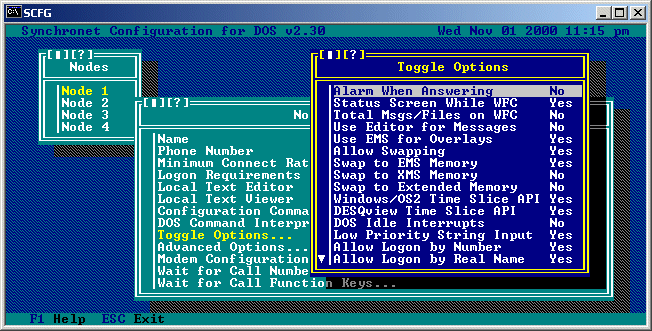 SCFG
Synchronet Configuration for DOS v2.30 Wed Nov 01 2000 11:15 pm
[?]
Nodes
Node 1
Node 2
Node 3
Node 4
[?]
No
Name
Phone Number
Minimum Connect Rat
Logon Requirements
Local Text Editor
Local Text Viewer
Configuration Comma
DOS Command Interpr
Toggle Options...
Advanced Options...
Modem Configuration
Wait for Call Numbe
Wait for Call Function Keys...
[?]
Toggle Options
Alarm When Answering No
Status Screen While WFC Yes
Total Msgs/Files on WFC No
Use Editor for Messages No
Use EMS for Overlays Yes
Allow Swapping Yes
Swap to EMS Memory Yes
Swap to XMS Memory No
Swap to Extended Memory No
Windows/OS2 Time Slice API Yes
DESQview Time Slice API Yes
DOS Idle Interrupts No
Low Priority String Input Yes
Allow Logon by Number Yes
Allow Logon by Real Name Yes
F1 Help ESC Exit